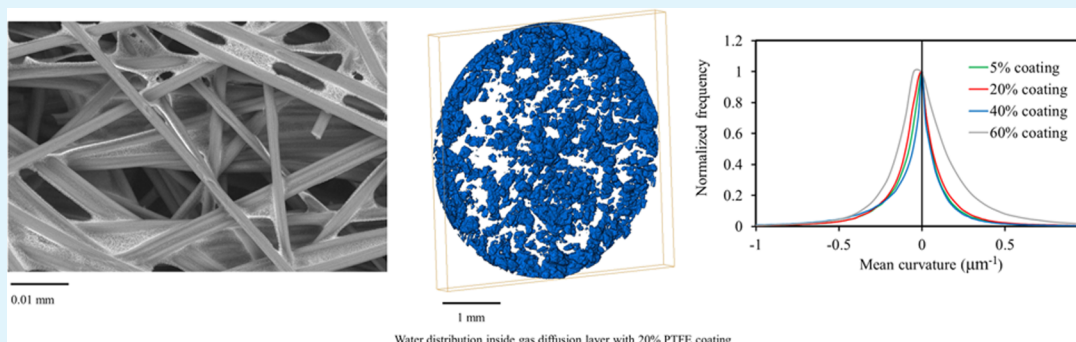 0.01 mm
1 mm
Water distribution inside gas diffusion layer with 20% PTFE coating
Normalized frequency
1.2
1
0.8
0.6
0.4
0.2
0
-1
-0.5
0
0.5
Mean curvature (μm⁻¹)
5% coating
20% coating
40% coating
60% coating